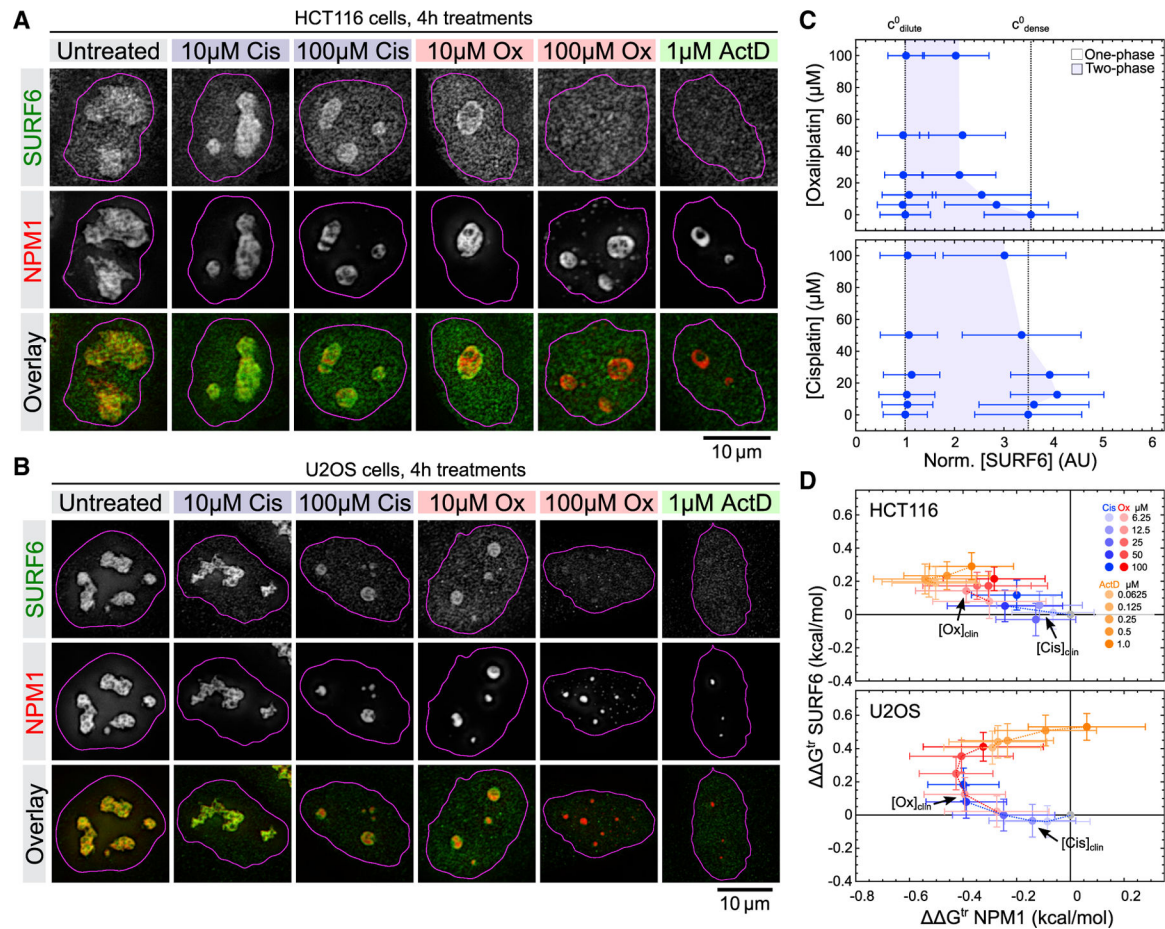 A
HCT116 cells, 4h treatments
Untreated 10μM Cis 100μM Cis 10μM Ox 100μM Ox 1μM ActD
SURF6
NPM1
Overlay
10 μm
B
U2OS cells, 4h treatments
Untreated 10μM Cis 100μM Cis 10μM Ox 100μM Ox 1μM ActD
SURF6
NPM1
Overlay
10 μm
C
c⁰dilute c⁰dense
One-phase
Two-phase
[Oxaliplatin] (μM)
100
80
60
40
20
0
[Cisplatin] (μM)
100
80
60
40
20
0
0 1 2 3 4 5 6
Norm. [SURF6] (AU)
D
HCT116
Cis Ox μM
6.25
12.5
25
50
100
ActD μM
0.0625
0.125
0.25
0.5
1.0
[Ox]clin
[Cis]clin
0.6
0.4
0.2
0
-0.2
0.4
ΔΔGᵗʳ SURF6 (kcal/mol)
U2OS
[Ox]clin
[Cis]clin
0.6
0.4
0.2
0
-0.2
-0.4
-0.8 -0.6 -0.4 -0.2 0 0.2
ΔΔGᵗʳ NPM1 (kcal/mol)